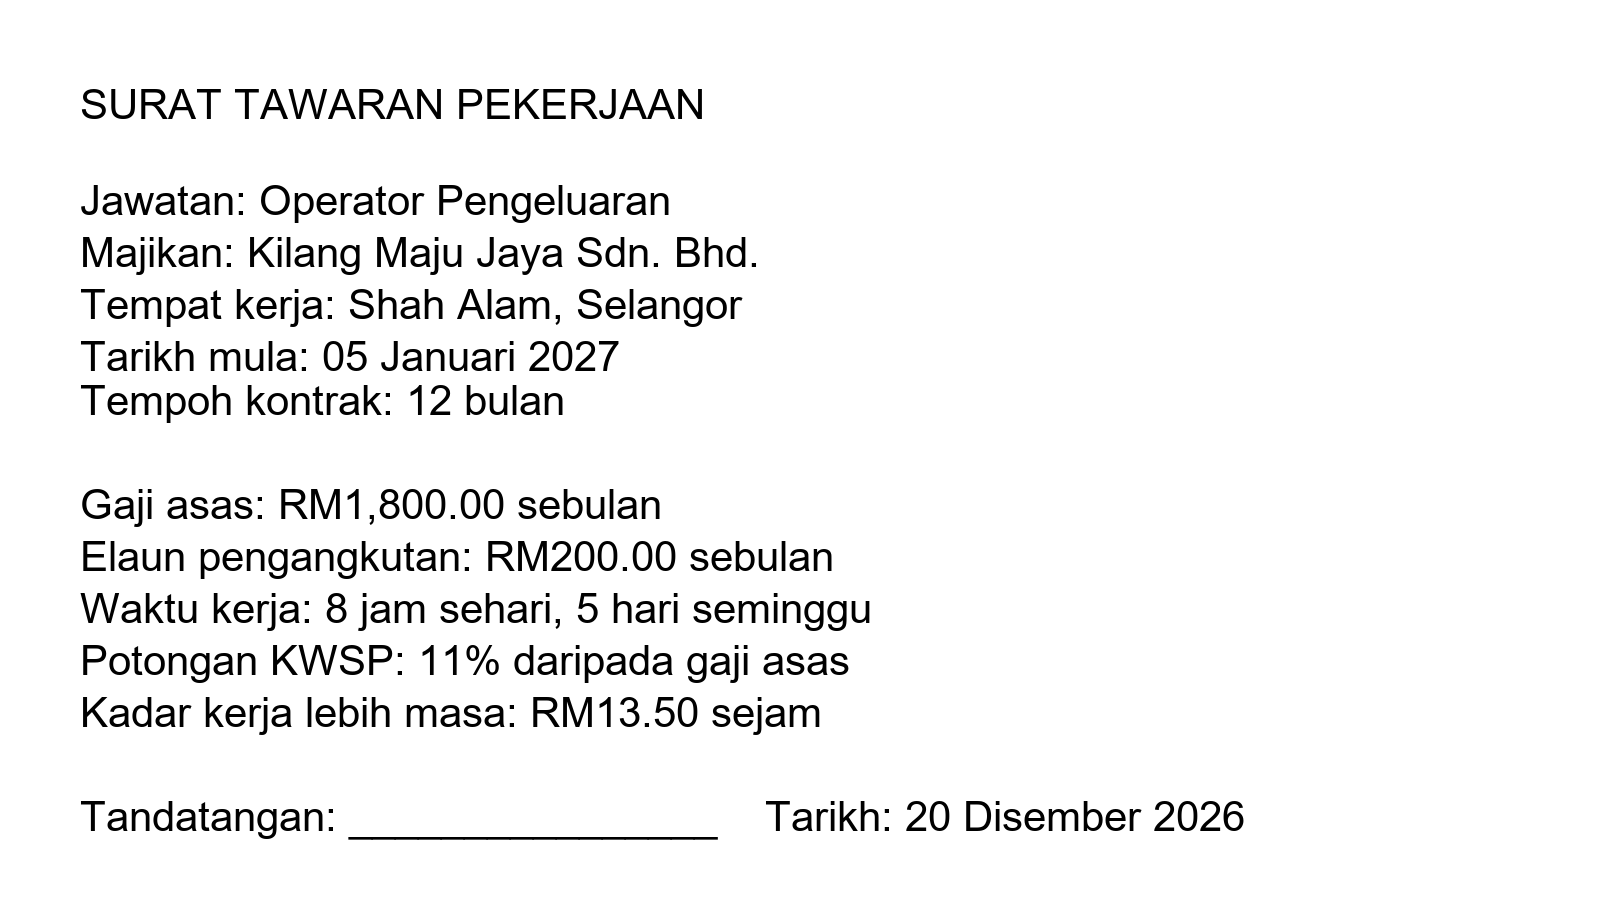 SURAT TAWARAN PEKERJAAN
Jawatan: Operator Pengeluaran
Majikan: Kilang Maju Jaya Sdn. Bhd.
Tempat kerja: Shah Alam, Selangor
Tarikh mula: 05 Januari 2027
Tempoh kontrak: 12 bulan
Gaji asas: RM1,800.00 sebulan
Elaun pengangkutan: RM200.00 sebulan
Waktu kerja: 8 jam sehari, 5 hari seminggu
Potongan KWSP: 11% daripada gaji asas
Kadar kerja lebih masa: RM13.50 sejam
Tandatangan: ________________ Tarikh: 20 Disember 2026